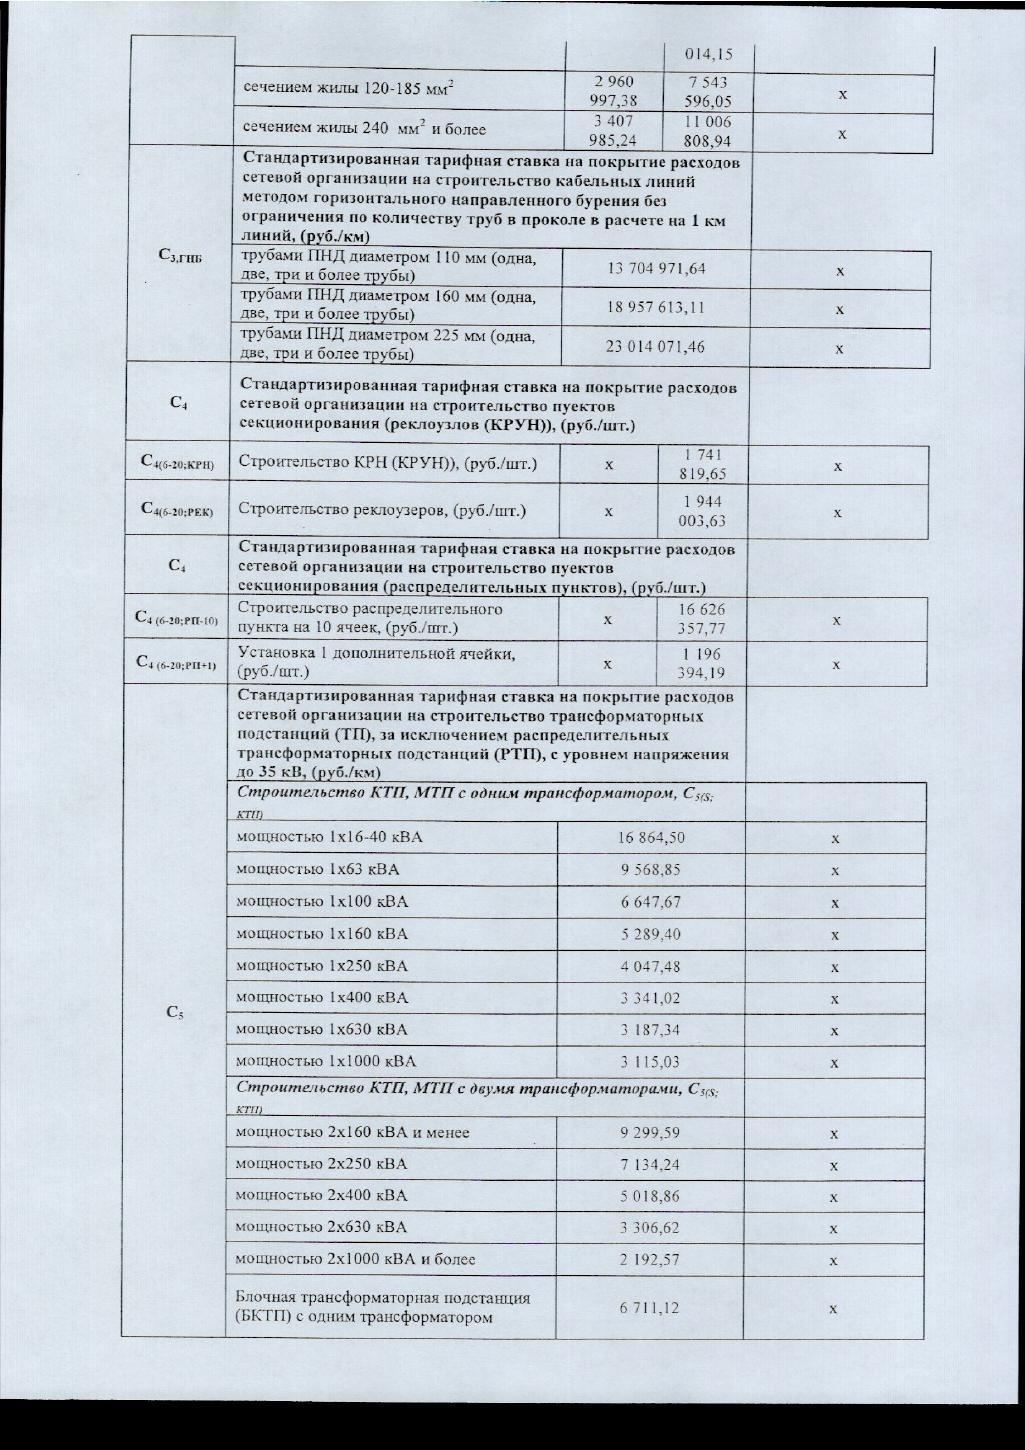 014,15
сечением жилы 120-185 мм2 2 960 997,38 7 543 596,05 х
сечением жилы 240 мм2 и более 3 407 985,24 11 006 808,94 х
С3,ГНБ
Стандартизированная тарифная ставка на покрытие расходов
сетевой организации на строительство кабельных линий
методом горизонтального направленного бурения без
ограничения по количеству труб в проколе в расчете на 1 км
линий, (руб./км)
трубами ПНД диаметром 110 мм (одна,
две, три и более трубы) 13 704 971,64 х
трубами ПНД диаметром 160 мм (одна,
две, три и более трубы) 18 957 613,11 х
трубами ПНД диаметром 225 мм (одна,
две, три и более трубы) 23 014 071,46 х
С4
Стандартизированная тарифная ставка на покрытие расходов
сетевой организации на строительство пуектов
секционирования (реклоузлов (КРУН)), (руб./шт.)
С4(6-20;КРН) Строительство КРН (КРУН)), (руб./шт.) х 1 741 819,65 х
С4(6-20;РЕК) Строительство реклоузеров, (руб./шт.) х 1 944 003,63 х
С4
Стандартизированная тарифная ставка на покрытие расходов
сетевой организации на строительство пуектов
секционирования (распределительных пунктов), (руб./шт.)
С4 (6-20;РП-10) Строительство распределительного
пункта на 10 ячеек, (руб./шт.) х 16 626 357,77 х
С4 (6-20;РП+1) Установка 1 дополнительной ячейки,
(руб./шт.) х 1 196 394,19 х
С5
Стандартизированная тарифная ставка на покрытие расходов
сетевой организации на строительство трансформаторных
подстанций (ТП), за исключением распределительных
трансформаторных подстанций (РТП), с уровнем напряжения
до 35 кВ, (руб./км)
Строительство КТП, МТП с одним трансформатором, С5(S;
КТП)
мощностью 1х16-40 кВА 16 864,50 х
мощностью 1х63 кВА 9 568,85 х
мощностью 1х100 кВА 6 647,67 х
мощностью 1х160 кВА 5 289,40 х
мощностью 1х250 кВА 4 047,48 х
мощностью 1х400 кВА 3 341,02 х
мощностью 1х630 кВА 3 187,34 х
мощностью 1х1000 кВА 3 115,03 х
Строительство КТП, МТП с двумя трансформаторами, С5(S;
КТП)
мощностью 2х160 кВА и менее 9 299,59 х
мощностью 2х250 кВА 7 134,24 х
мощностью 2х400 кВА 5 018,86 х
мощностью 2х630 кВА 3 306,62 х
мощностью 2х1000 кВА и более 2 192,57 х
Блочная трансформаторная подстанция
(БКТП) с одним трансформатором 6 711,12 х